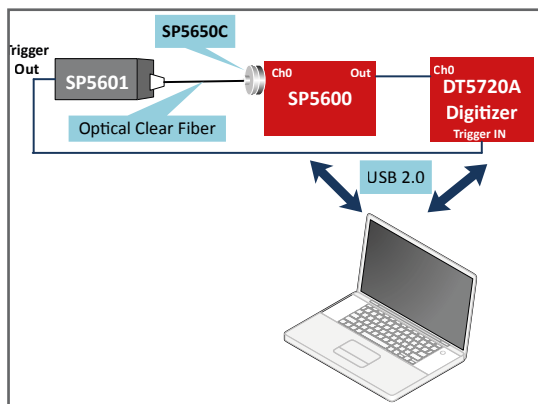 SP5650C
Trigger
Out
SP5601
Optical Clear Fiber
Ch0
Out
SP5600
Ch0
DT5720A
Digitizer
Trigger IN
USB 2.0